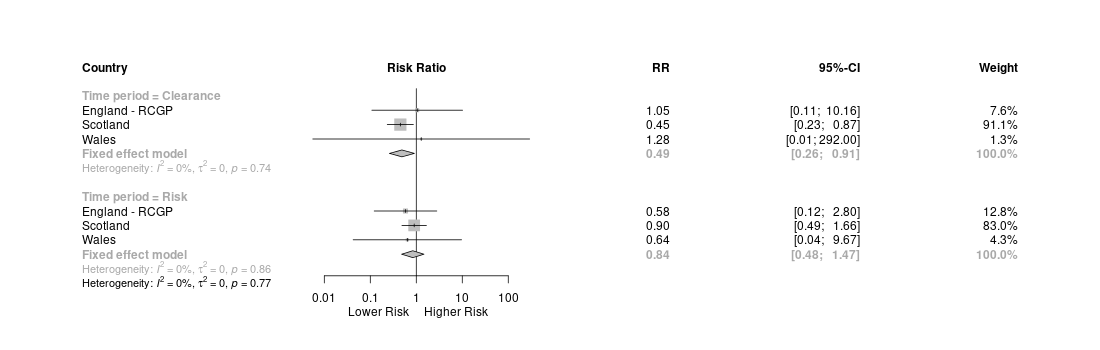 Country Risk Ratio RR 95%-CI Weight
Time period = Clearance
England - RCGP 1.05 [0.11; 10.16] 7.6%
Scotland 0.45 [0.23; 0.87] 91.1%
Wales 1.28 [0.01; 292.00] 1.3%
Fixed effect model 0.49 [0.26; 0.91] 100.0%
Heterogeneity: I² = 0%, τ² = 0, p = 0.74
Time period = Risk
England - RCGP 0.58 [0.12; 2.80] 12.8%
Scotland 0.90 [0.49; 1.66] 83.0%
Wales 0.64 [0.04; 9.67] 4.3%
Fixed effect model 0.84 [0.48; 1.47] 100.0%
Heterogeneity: I² = 0%, τ² = 0, p = 0.86
Heterogeneity: I² = 0%, τ² = 0, p = 0.77
0.01 0.1 1 10 100
Lower Risk Higher Risk